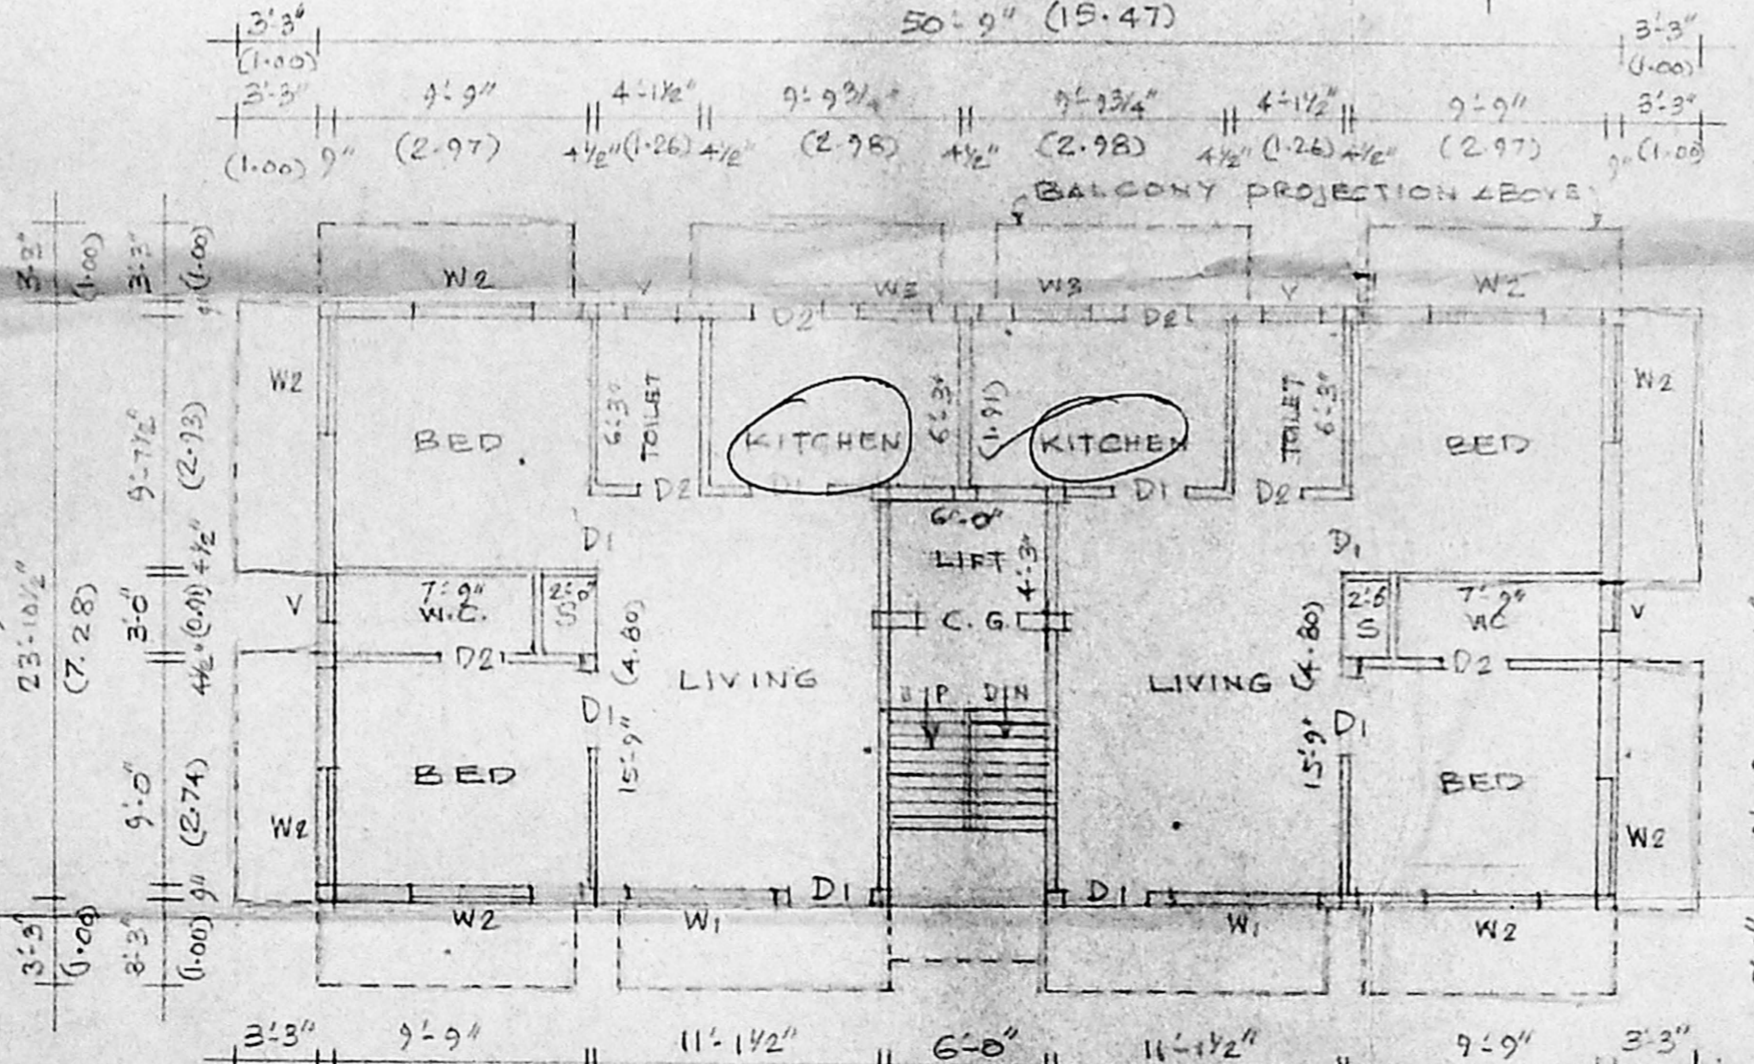 3'-3" 50'-9" (15.47) 3'-3"
(1.00) (1.00)
3'-3" 9'-9" 4'-1½" 9'-9¾" 9'-9¾" 4'-1½" 9'-9" 3'-3"
(1.00) 9" (2.97) 4½" (1.26) 4½" (2.98) 4½" (2.98) 4½" (1.26) 4½" (2.97) 9" (1.00)
BALCONY PROJECTION ABOVE
3'-3" (1.00) 3'-3" (1.00)
W2 V W3 W3 V W2
9" D2 D2
W2 W2
9'-7½" (2.93)
BED 6'-3" TOILET KITCHEN 6'-3" (1.91) KITCHEN TOILET 6'-3" BED
D2 D1 D1 D2
4½" D1 6'-0" D1
LIFT 4'-3"
23'-10½" (7.28)
3'-0" (0.91) V 7'-9" 2'-0" 2'-6 7'-9" V
W.C. S C.G. S WC
4½" D2 (4.80) LIVING LIVING (4.80) D2
D1 UP DN D1
15'-9" 15'-9"
9'-0" (2.74) BED BED
W2 W2
9" D1 D1
3'-3" (1.00) 3'-3" (1.00) W2 W1 W1 W2
3'-3" 9'-9" 11'-1½" 6'-0" 11'-1½" 9'-9" 3'-3"